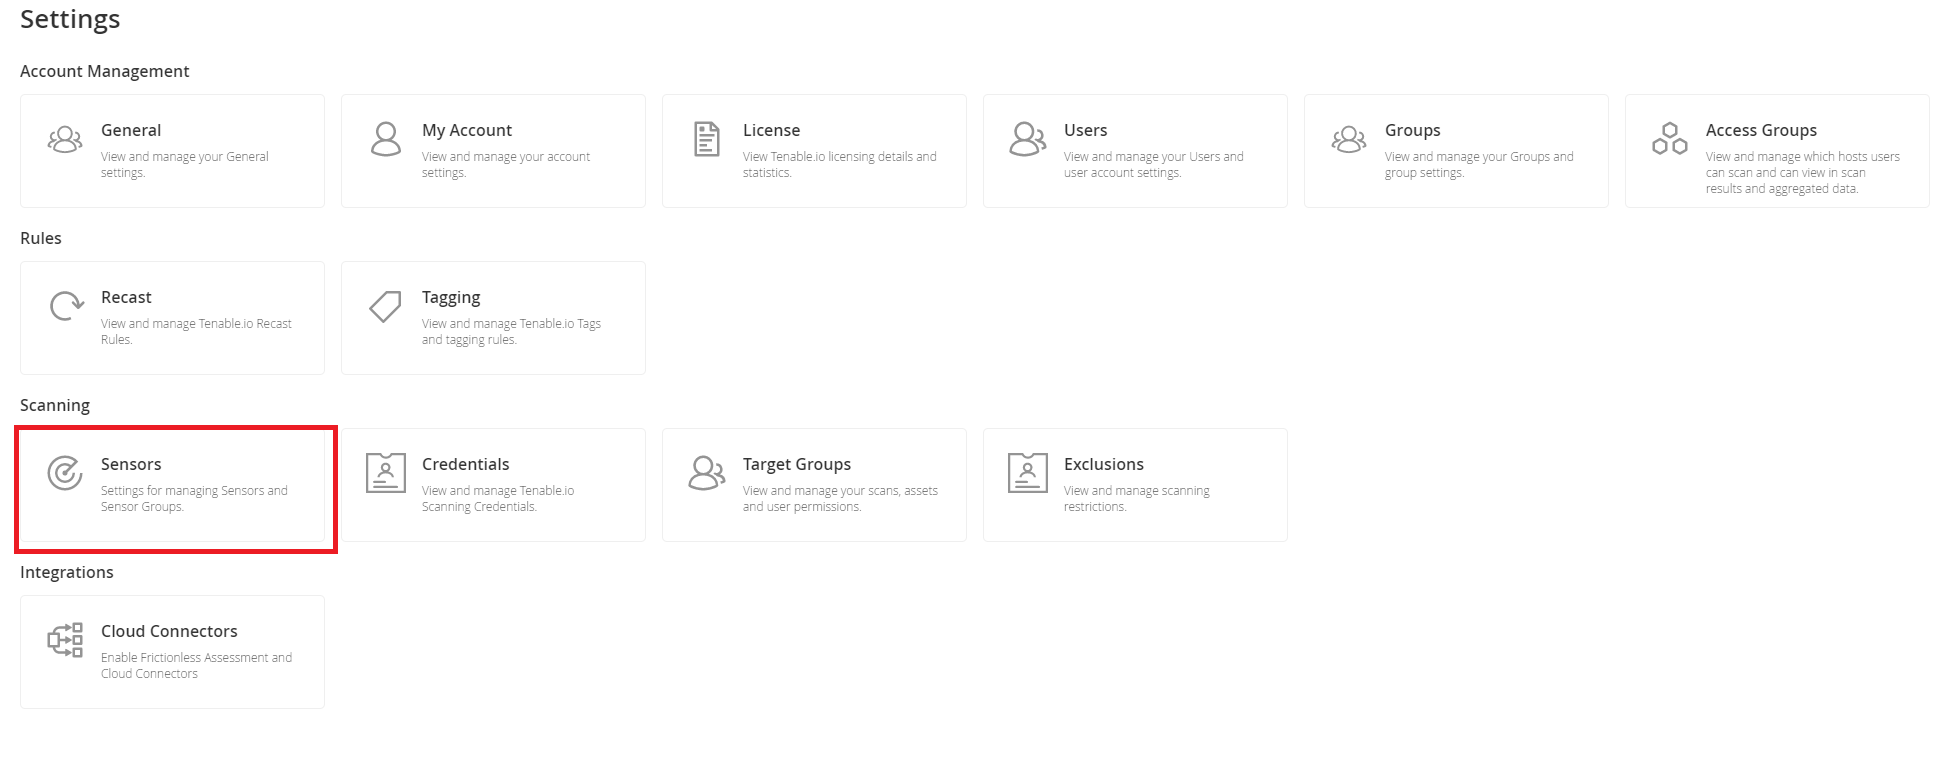 Settings
Account Management
General
View and manage your General
settings.
My Account
View and manage your account
settings.
License
View Tenable.io licensing details and
statistics.
Users
View and manage your Users and
user account settings.
Groups
View and manage your Groups and
group settings.
Access Groups
View and manage which hosts users
can scan and can view in scan
results and aggregated data.
Rules
Recast
View and manage Tenable.io Recast
Rules.
Tagging
View and manage Tenable.io Tags
and tagging rules.
Scanning
Sensors
Settings for managing Sensors and
Sensor Groups.
Credentials
View and manage Tenable.io
Scanning Credentials.
Target Groups
View and manage your scans, assets
and user permissions.
Exclusions
View and manage scanning
restrictions.
Integrations
Cloud Connectors
Enable Frictionless Assessment and
Cloud Connectors